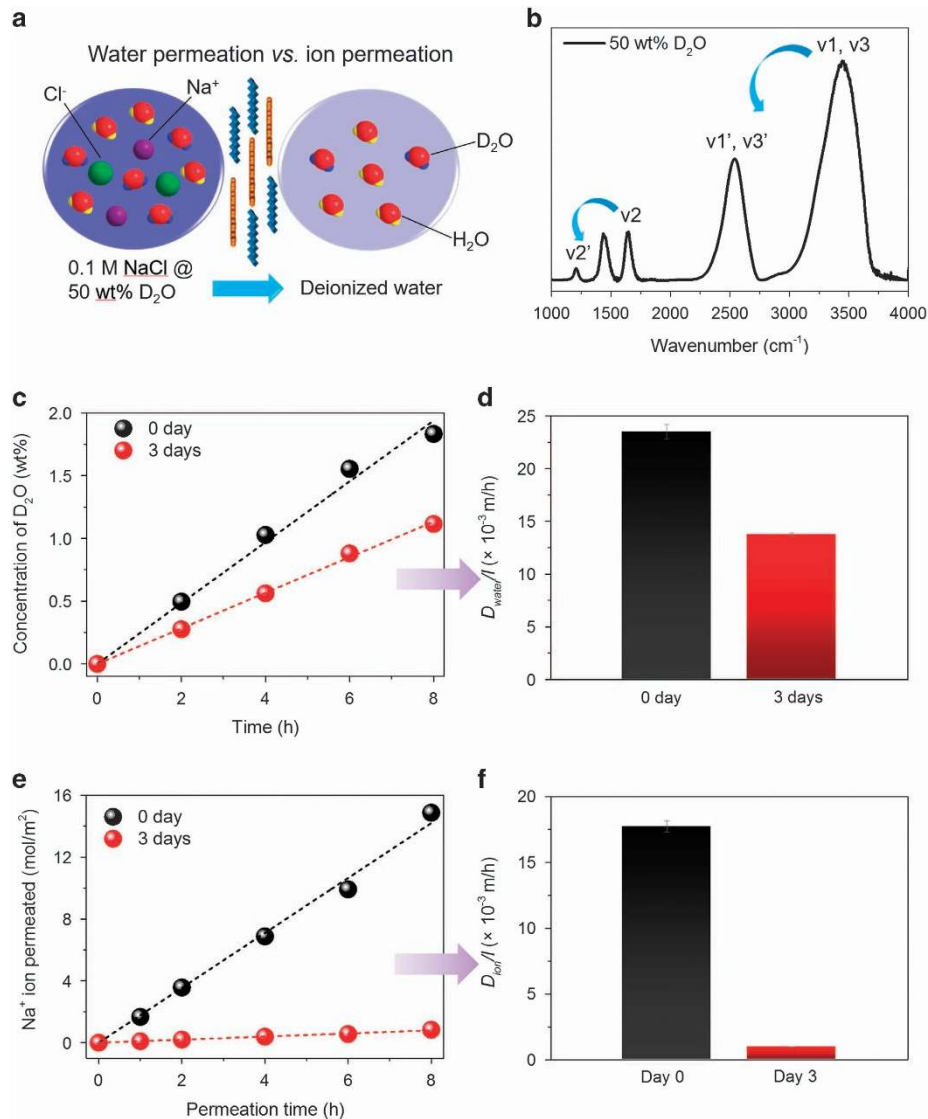 a
Water permeation vs. ion permeation
Cl⁻
Na⁺
D₂O
H₂O
0.1 M NaCl @
50 wt% D₂O
Deionized water
b
50 wt% D₂O
v1, v3
v1’, v3’
v2
v2’
1000 1500 2000 2500 3000 3500 4000
Wavenumber (cm⁻¹)
c
0 day
3 days
2.0
1.5
1.0
0.5
0.0
Concentration of D₂O (wt%)
0 2 4 6 8
Time (h)
d
25
20
15
10
5
0
D_water/l (× 10⁻³ m/h)
0 day 3 days
e
0 day
3 days
16
12
8
4
0
Na⁺ ion permeated (mol/m²)
0 2 4 6 8
Permeation time (h)
f
20
15
10
5
0
D_ion/l (× 10⁻³ m/h)
Day 0 Day 3